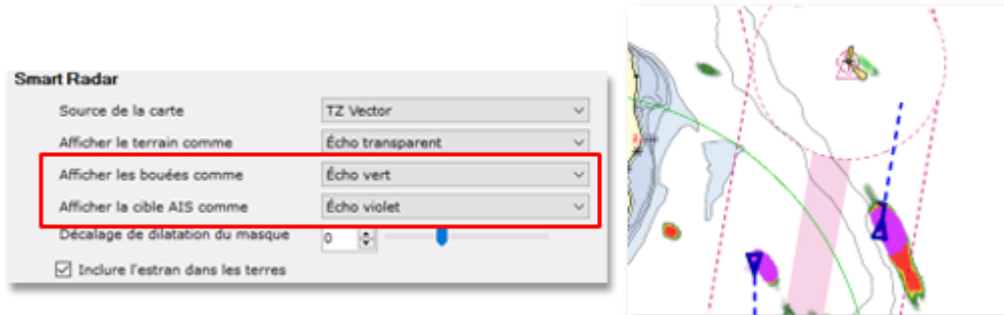 Smart Radar
Source de la carte TZ Vector
Afficher le terrain comme Écho transparent
Afficher les bouées comme Écho vert
Afficher la cible AIS comme Écho violet
Décalage de dilatation du masque 0
Inclure l'estran dans les terres